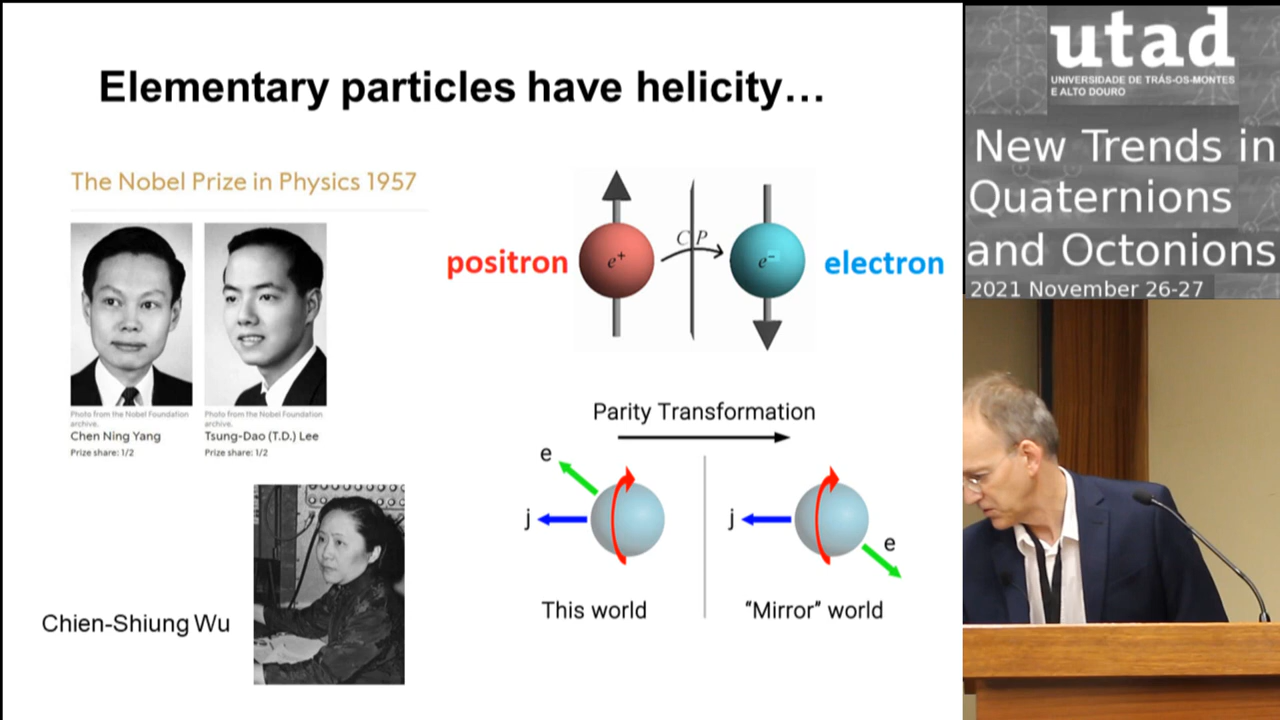 Elementary particles have helicity…
The Nobel Prize in Physics 1957
Photo from the Nobel Foundation
archive.
Chen Ning Yang
Prize share: 1/2
Photo from the Nobel Foundation
archive.
Tsung-Dao (T.D.) Lee
Prize share: 1/2
Chien-Shiung Wu
positron
e+
C P
e−
electron
Parity Transformation
e
j
This world
j
e
“Mirror” world
utad
UNIVERSIDADE DE TRÁS-OS-MONTES
E ALTO DOURO
New Trends in
Quaternions
and Octonions
2021 November 26-27